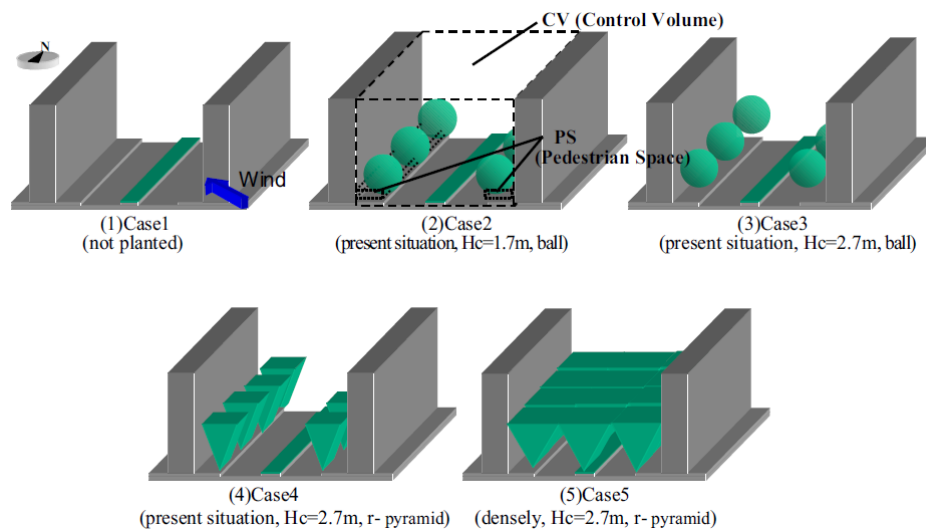 N
CV (Control Volume)
PS
(Pedestrian Space)
Wind
(1)Case1
(not planted)
(2)Case2
(present situation, Hc=1.7m, ball)
(3)Case3
(present situation, Hc=2.7m, ball)
(4)Case4
(present situation, Hc=2.7m, r- pyramid)
(5)Case5
(densely, Hc=2.7m, r- pyramid)